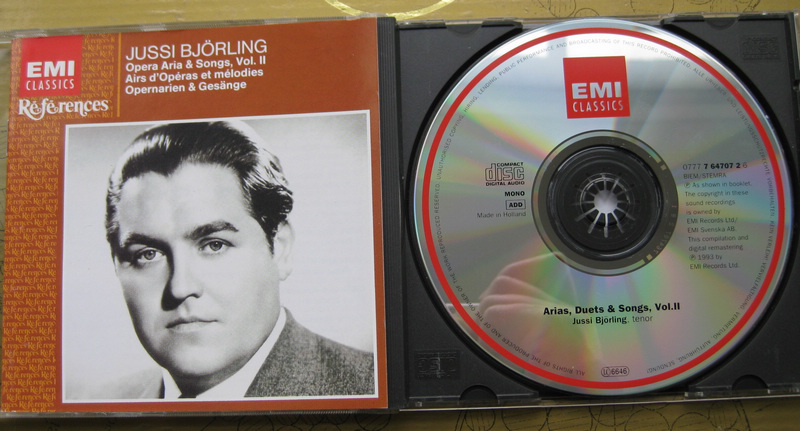 EMI
CLASSICS
Références
JUSSI BJÖRLING
Opera Aria & Songs, Vol. II
Airs d'Opéras et mélodies
Opernarien & Gesänge
EMI
CLASSICS
COMPACT
disc
DIGITAL AUDIO
MONO
ADD
Made in Holland
0777 7 64707 2 6
BIEM/STEMRA
℗ As shown in booklet.
The copyright in these
sound recordings
is owned by
EMI Records Ltd/
EMI Svenska AB.
This compilation and
digital remastering
℗ 1993 by
EMI Records Ltd.
Arias, Duets & Songs, Vol.II
Jussi Björling, tenor
6646